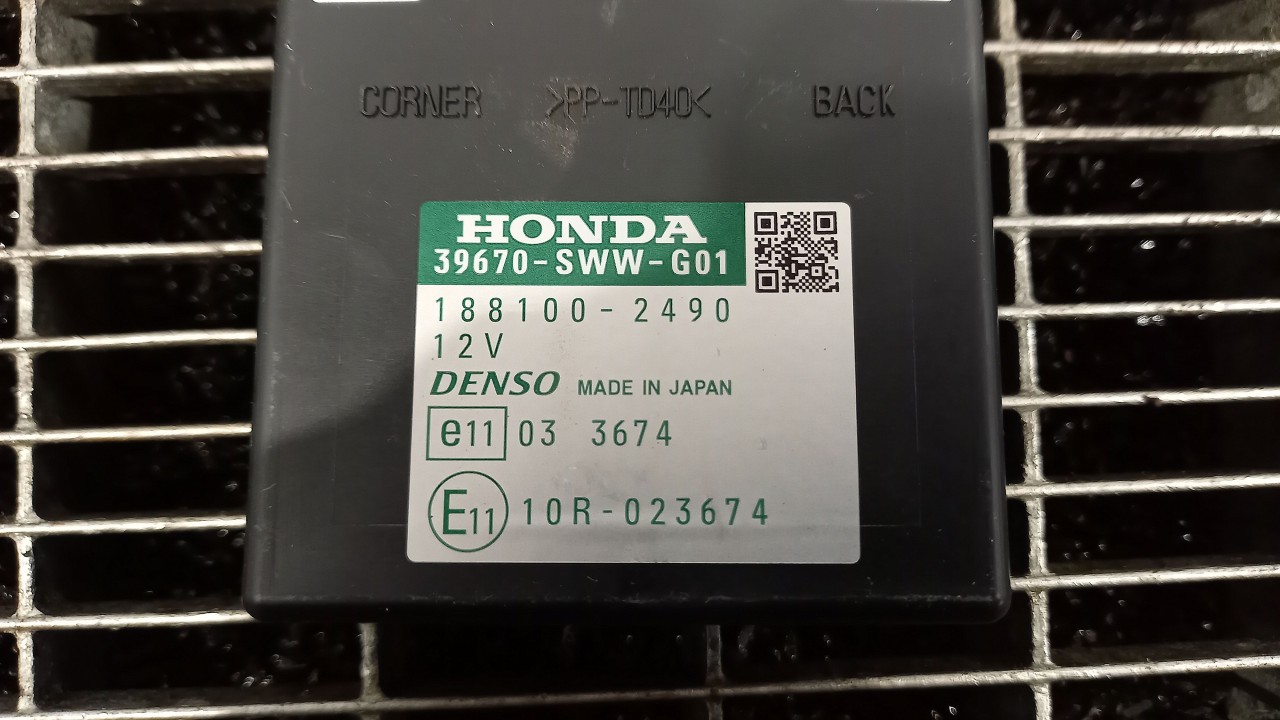 CORNER >PP-TD40< BACK
HONDA
39670-SWW-G01
188100-2490
12V
DENSO MADE IN JAPAN
e11 03 3674
E11 10R-023674